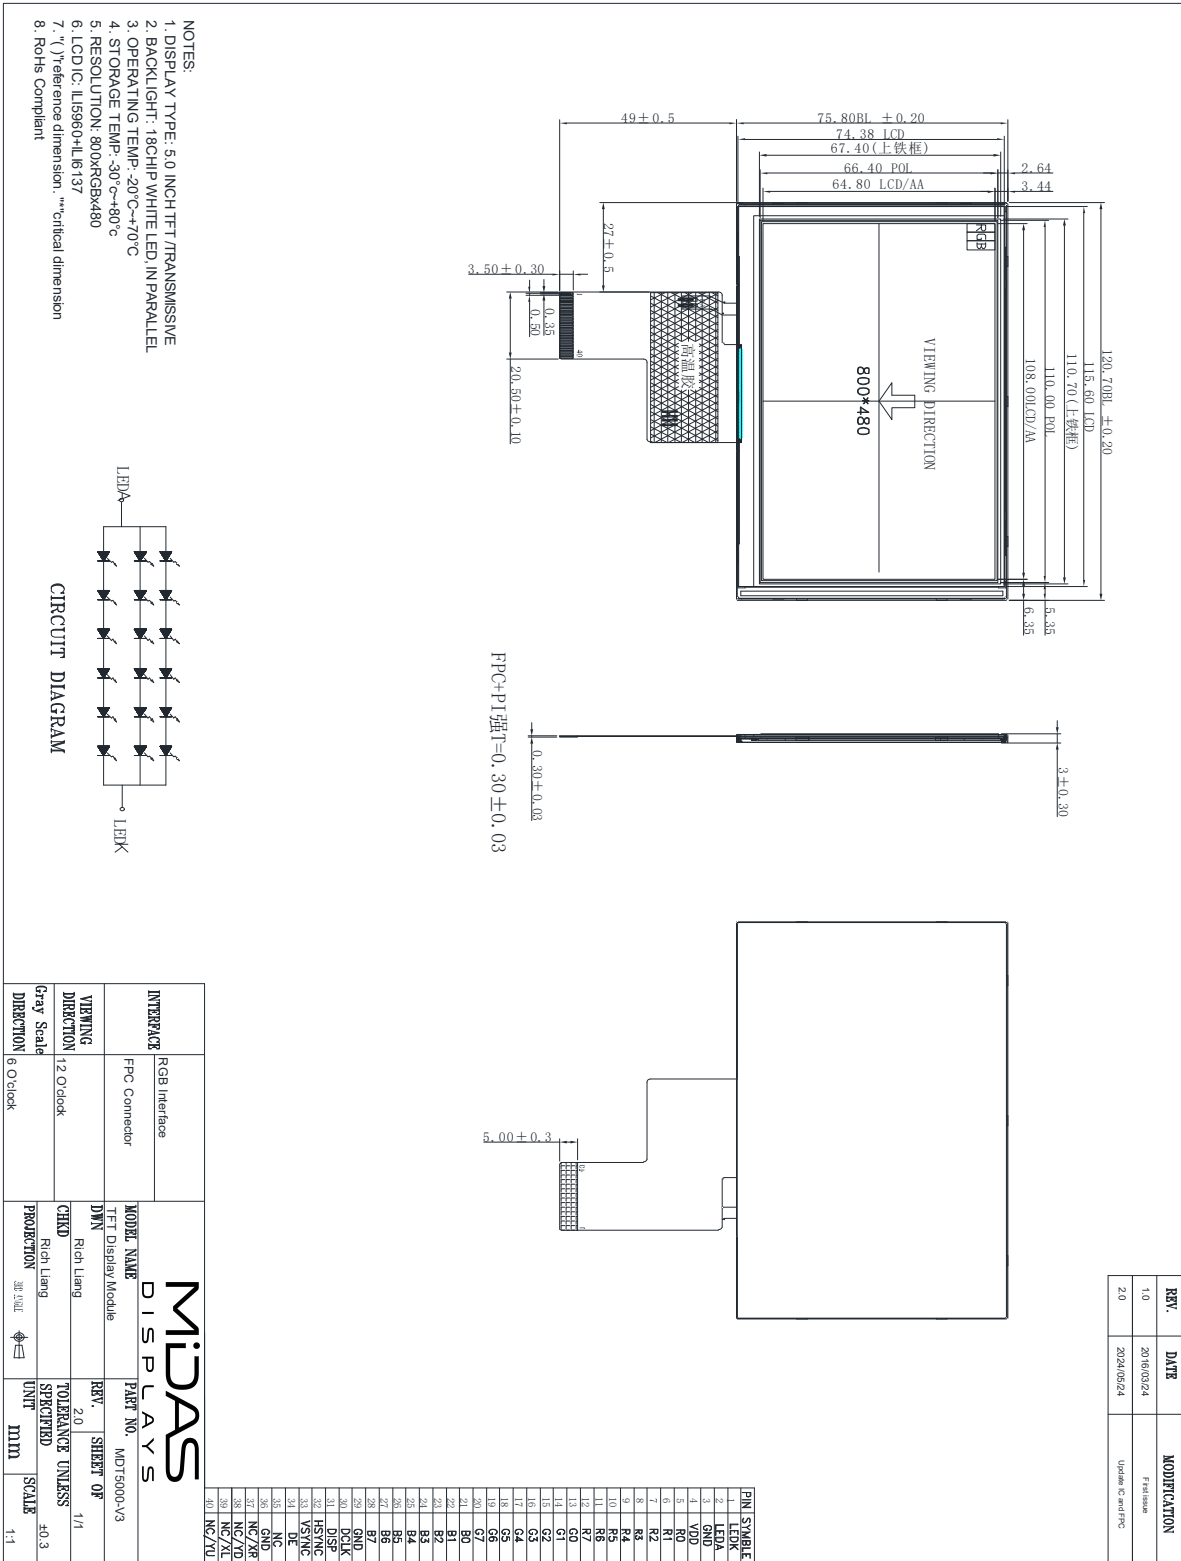 NOTES:
1. DISPLAY TYPE: 5.0 INCH TFT /TRANSMISSIVE
2. BACKLIGHT: 18CHIP WHITE LED, IN PARALLEL
3. OPERATING TEMP: -20°C~+70°C
4. STORAGE TEMP: -30°c~+80°c
5. RESOLUTION: 800xRGBx480
6. LCD IC: ILI5960+ILI6137
7. "( )"reference dimension. "*"critical dimension
8. RoHs Compliant
49±0.5
75.80BL ±0.20
74.38 LCD
67.40(上铁框)
66.40 POL
64.80 LCD/AA
2.64
3.44
120.70BL ±0.20
115.60 LCD
110.70(上铁框)
110.00 POL
108.00LCD/AA
5.35
6.35
27±0.5
3.50±0.30
0.35
0.50
20.50±0.10
1
40
高温胶
RGB
VIEWING DIRECTION
800*480
FPC+PI强T=0.30±0.03
0.30±0.03
3±0.30
5.00±0.3
LEDA
LEDK
CIRCUIT DIAGRAM
REV. DATE MODIFICATION
1.0 2016/03/24 First issue
2.0 2024/05/24 Update IC and FPC
PIN SYMBLE
1 LEDK
2 LEDA
3 GND
4 VDD
5 R0
6 R1
7 R2
8 R3
9 R4
10 R5
11 R6
12 R7
13 G0
14 G1
15 G2
16 G3
17 G4
18 G5
19 G6
20 G7
21 B0
22 B1
23 B2
24 B3
25 B4
26 B5
27 B6
28 B7
29 GND
30 DCLK
31 DISP
32 HSYNC
33 VSYNC
34 DE
35 NC
36 GND
37 NC/XR
38 NC/YD
39 NC/XL
40 NC/YU
INTERFACE
RGB Interface
FPC Connector
VIEWING DIRECTION
12 O'clock
Gray Scale DIRECTION
6 O'clock
MIDAS
DISPLAYS
MODEL NAME
TFT Display Module
PART NO.
MDT5000-V3
DWN
Rich Liang
REV.
2.0
SHEET OF
1/1
CHKD
Rich Liang
TOLERANCE UNLESS SPECIFIED
±0.3
PROJECTION
3RD ANGLE
UNIT
mm
SCALE
1:1